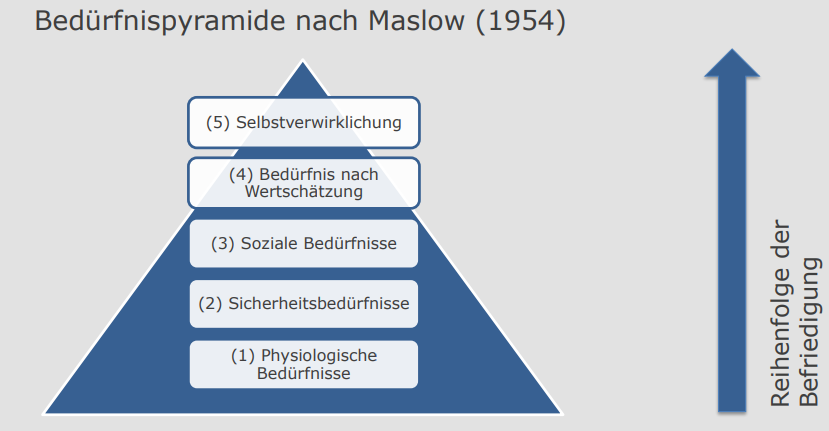 Bedürfnispyramide nach Maslow (1954)
(5) Selbstverwirklichung
(4) Bedürfnis nach
Wertschätzung
(3) Soziale Bedürfnisse
(2) Sicherheitsbedürfnisse
(1) Physiologische
Bedürfnisse
Reihenfolge der
Befriedigung